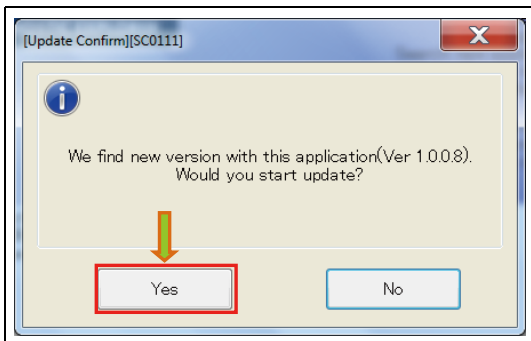 [Update Confirm][SC0111]
We find new version with this application(Ver 1.0.0.8).
Would you start update?
Yes
No